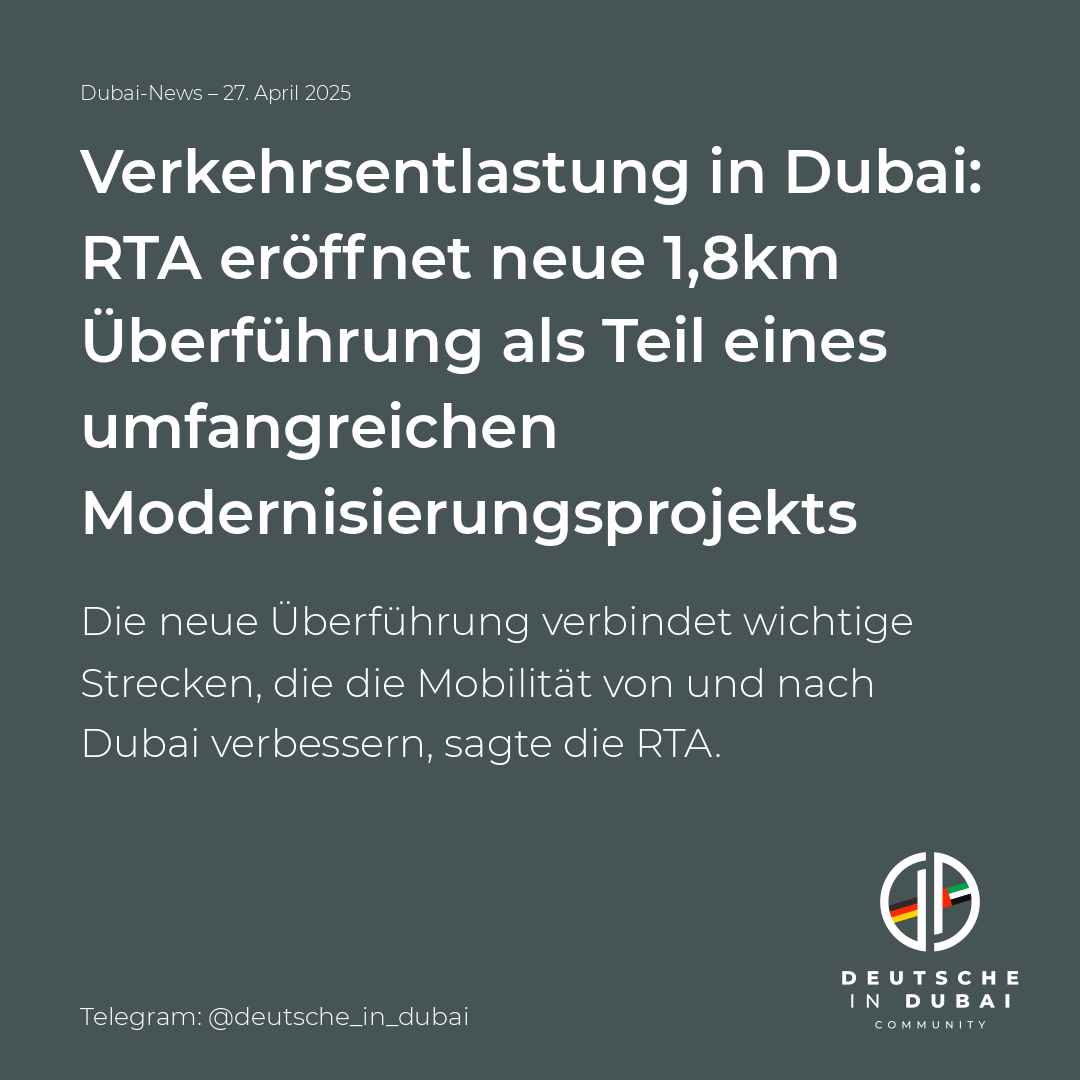 Dubai-News – 27. April 2025
Verkehrsentlastung in Dubai:
RTA eröffnet neue 1,8km
Überführung als Teil eines
umfangreichen
Modernisierungsprojekts
Die neue Überführung verbindet wichtige
Strecken, die die Mobilität von und nach
Dubai verbessern, sagte die RTA.
DEUTSCHE
IN DUBAI
COMMUNITY
Telegram: @deutsche_in_dubai